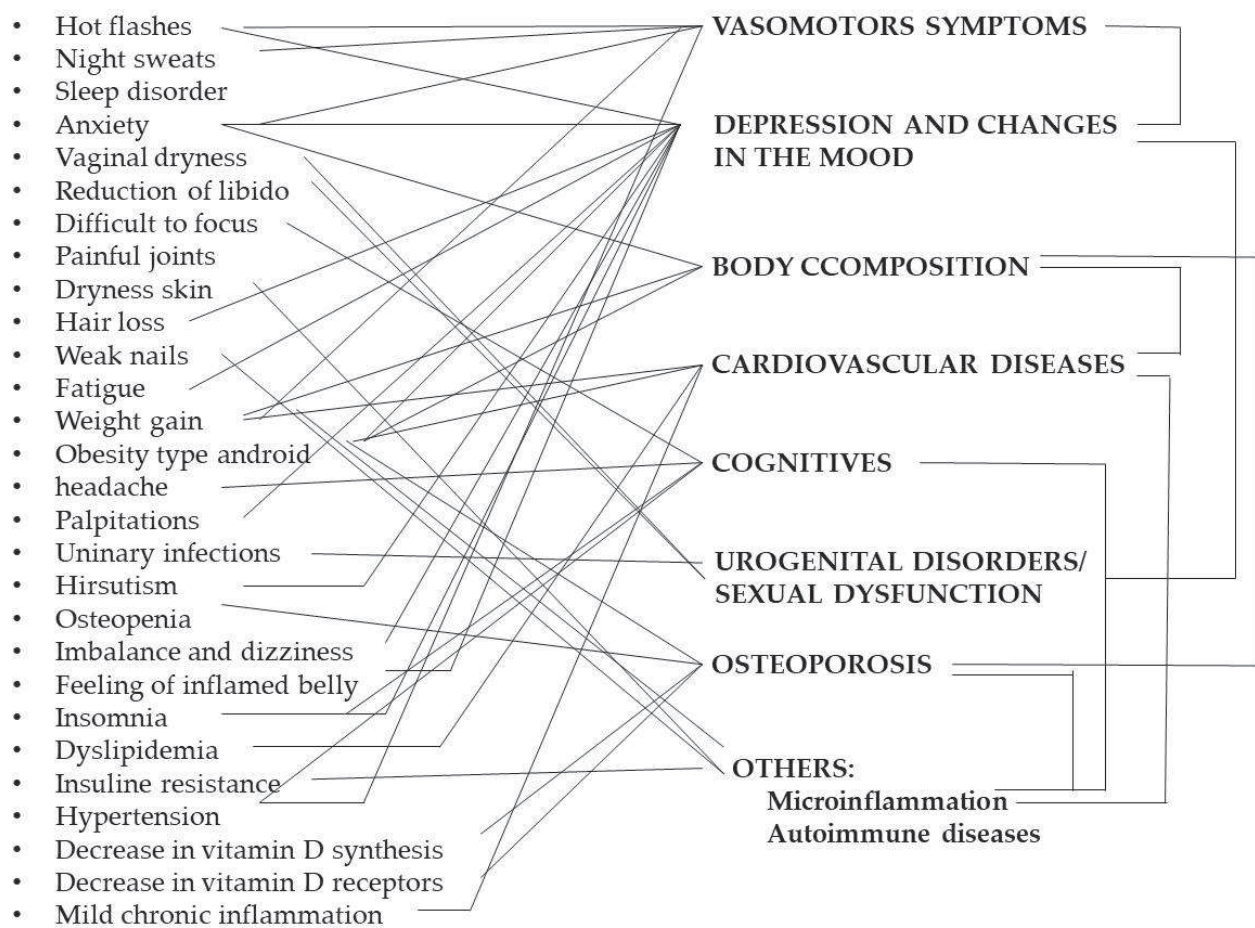 • Hot flashes
• Night sweats
• Sleep disorder
• Anxiety
• Vaginal dryness
• Reduction of libido
• Difficult to focus
• Painful joints
• Dryness skin
• Hair loss
• Weak nails
• Fatigue
• Weight gain
• Obesity type android
• headache
• Palpitations
• Uninary infections
• Hirsutism
• Osteopenia
• Imbalance and dizziness
• Feeling of inflamed belly
• Insomnia
• Dyslipidemia
• Insuline resistance
• Hypertension
• Decrease in vitamin D synthesis
• Decrease in vitamin D receptors
• Mild chronic inflammation
VASOMOTORS SYMPTOMS
DEPRESSION AND CHANGES
IN THE MOOD
BODY CCOMPOSITION
CARDIOVASCULAR DISEASES
COGNITIVES
UROGENITAL DISORDERS/
SEXUAL DYSFUNCTION
OSTEOPOROSIS
OTHERS:
Microinflammation
Autoimmune diseases